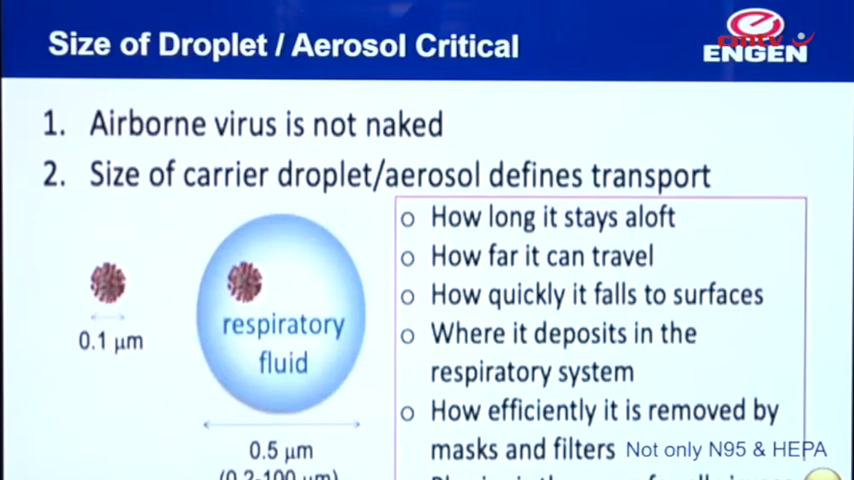 Size of Droplet / Aerosol Critical
ENGEN
1. Airborne virus is not naked
2. Size of carrier droplet/aerosol defines transport
o How long it stays aloft
o How far it can travel
o How quickly it falls to surfaces
o Where it deposits in the
respiratory system
o How efficiently it is removed by
masks and filters Not only N95 & HEPA
0.1 μm
respiratory
fluid
0.5 μm
(0.2-100 μm)